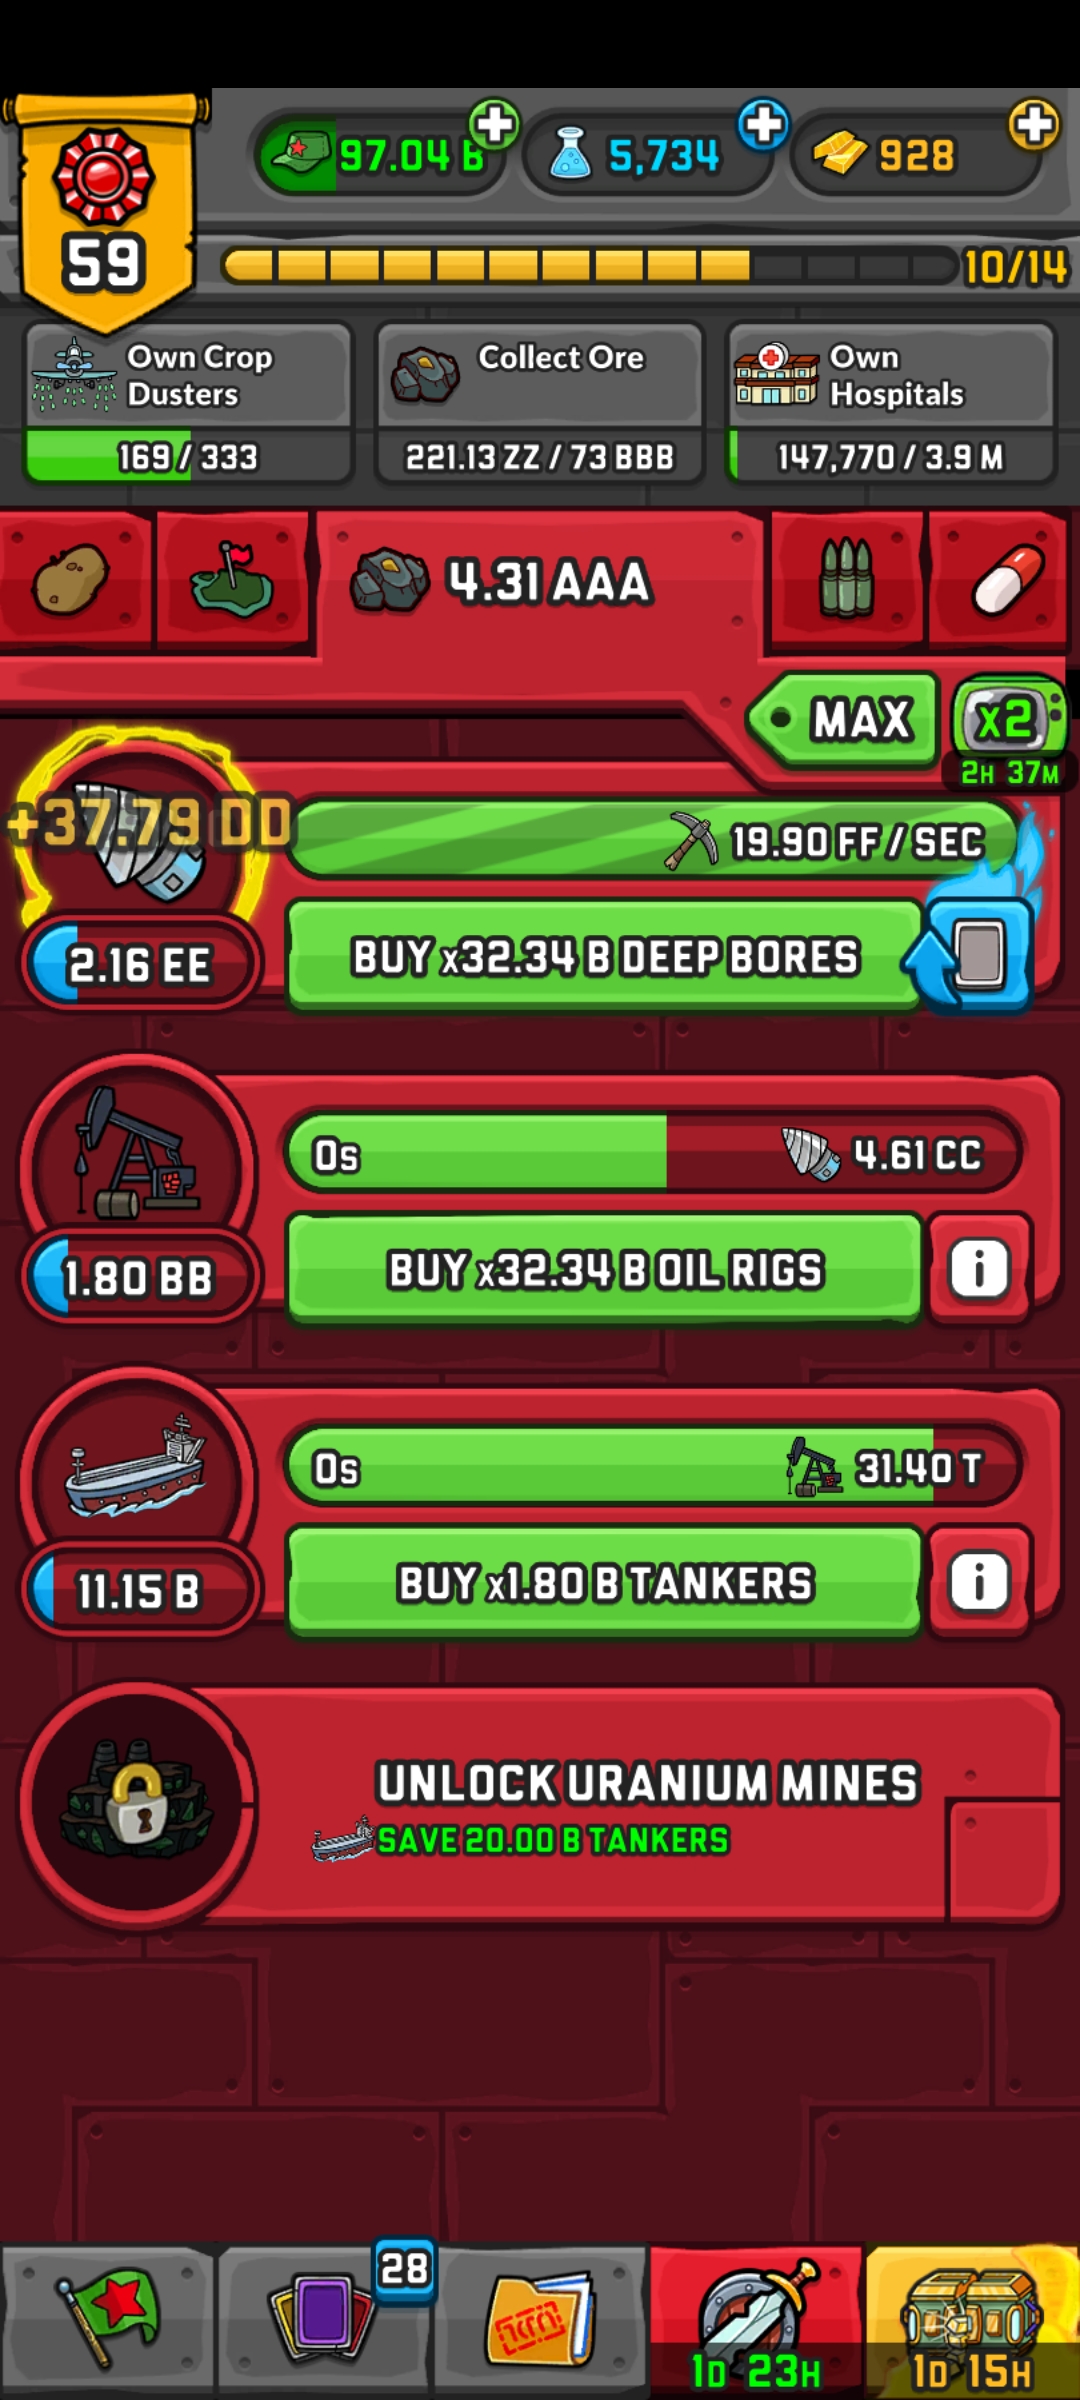 97.04 B
5,734
928
59
10/14
Own Crop
Dusters
169 / 333
Collect Ore
221.13 ZZ / 73 BBB
Own
Hospitals
147,770 / 3.9 M
4.31 AAA
MAX
x2
2H 37M
+37.79 DD
19.90 FF / SEC
2.16 EE
BUY x32.34 B DEEP BORES
0s
4.61 CC
1.80 BB
BUY x32.34 B OIL RIGS
i
0s
31.40 T
11.15 B
BUY x1.80 B TANKERS
i
UNLOCK URANIUM MINES
SAVE 20.00 B TANKERS
28
1D 23H
1D 15H